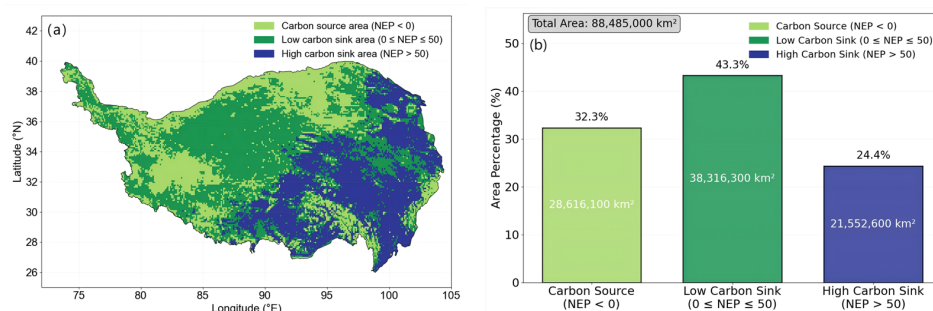 (a)
Carbon source area (NEP < 0)
Low carbon sink area (0 ≤ NEP ≤ 50)
High carbon sink area (NEP > 50)
42
40
38
36
34
32
30
28
26
Latitude (°N)
75
80
85
90
95
100
105
Longitude (°E)
Total Area: 88,485,000 km²
(b)
Carbon Source (NEP < 0)
Low Carbon Sink (0 ≤ NEP ≤ 50)
High Carbon Sink (NEP > 50)
50
40
30
20
10
0
Area Percentage (%)
32.3%
43.3%
24.4%
28,616,100 km²
38,316,300 km²
21,552,600 km²
Carbon Source
(NEP < 0)
Low Carbon Sink
(0 ≤ NEP ≤ 50)
High Carbon Sink
(NEP > 50)